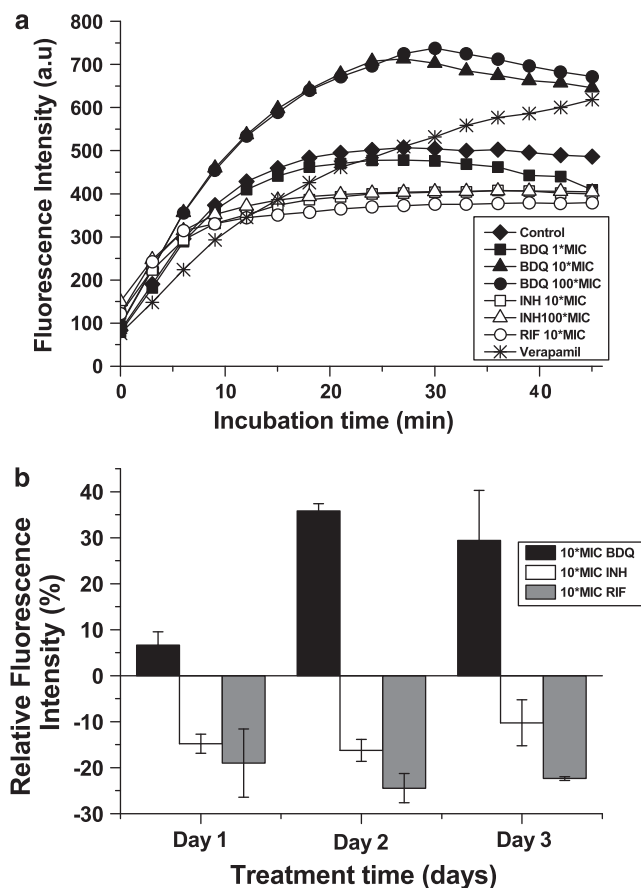 a
Fluorescence Intensity (a.u)
800
700
600
500
400
300
200
100
0
0
10
20
30
40
Incubation time (min)
Control
BDQ 1*MIC
BDQ 10*MIC
BDQ 100*MIC
INH 10*MIC
INH100*MIC
RIF 10*MIC
Verapamil
b
Relative Fluorescence
Intensity (%)
40
30
20
10
0
-10
-20
-30
10*MIC BDQ
10*MIC INH
10*MIC RIF
Day 1
Day 2
Day 3
Treatment time (days)